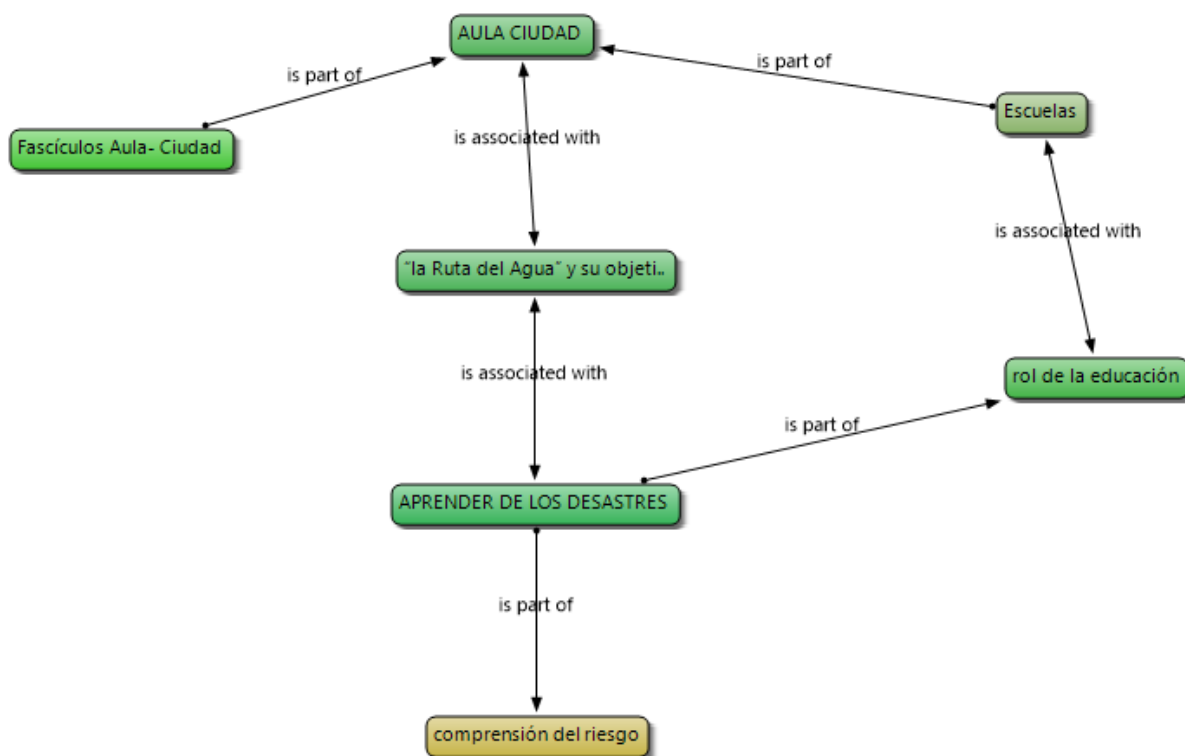 AULA CIUDAD
is part of
is part of
Escuelas
Fascículos Aula- Ciudad
is associated with
is associated with
“la Ruta del Agua” y su objeti..
is associated with
rol de la educación
is part of
APRENDER DE LOS DESASTRES
is part of
comprensión del riesgo